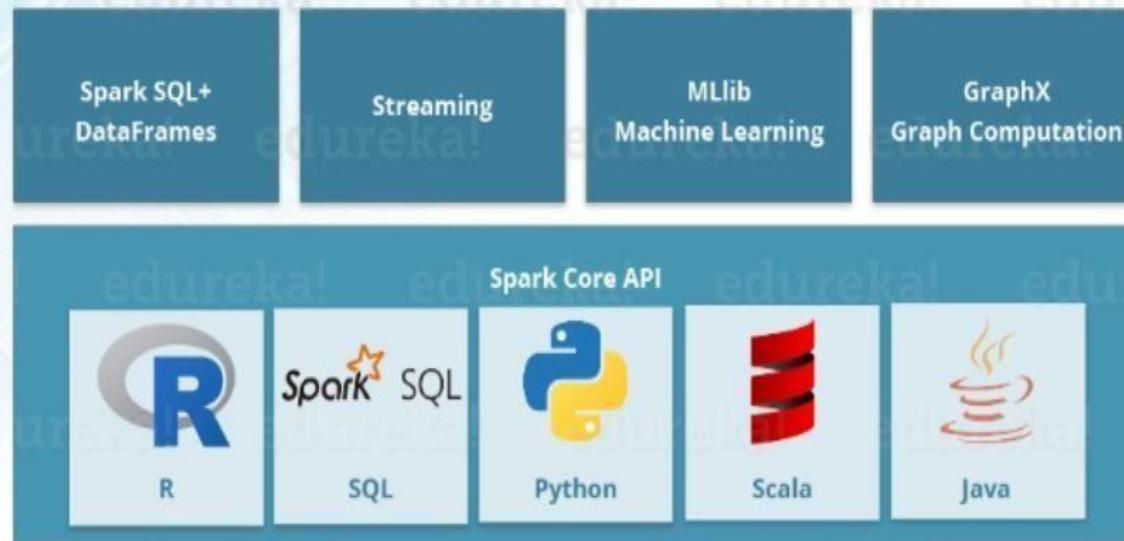 Spark SQL+
DataFrames
Streaming
MLlib
Machine Learning
GraphX
Graph Computation
Spark Core API
R
Spark SQL
R
SQL
Python
Scala
Java
edureka!